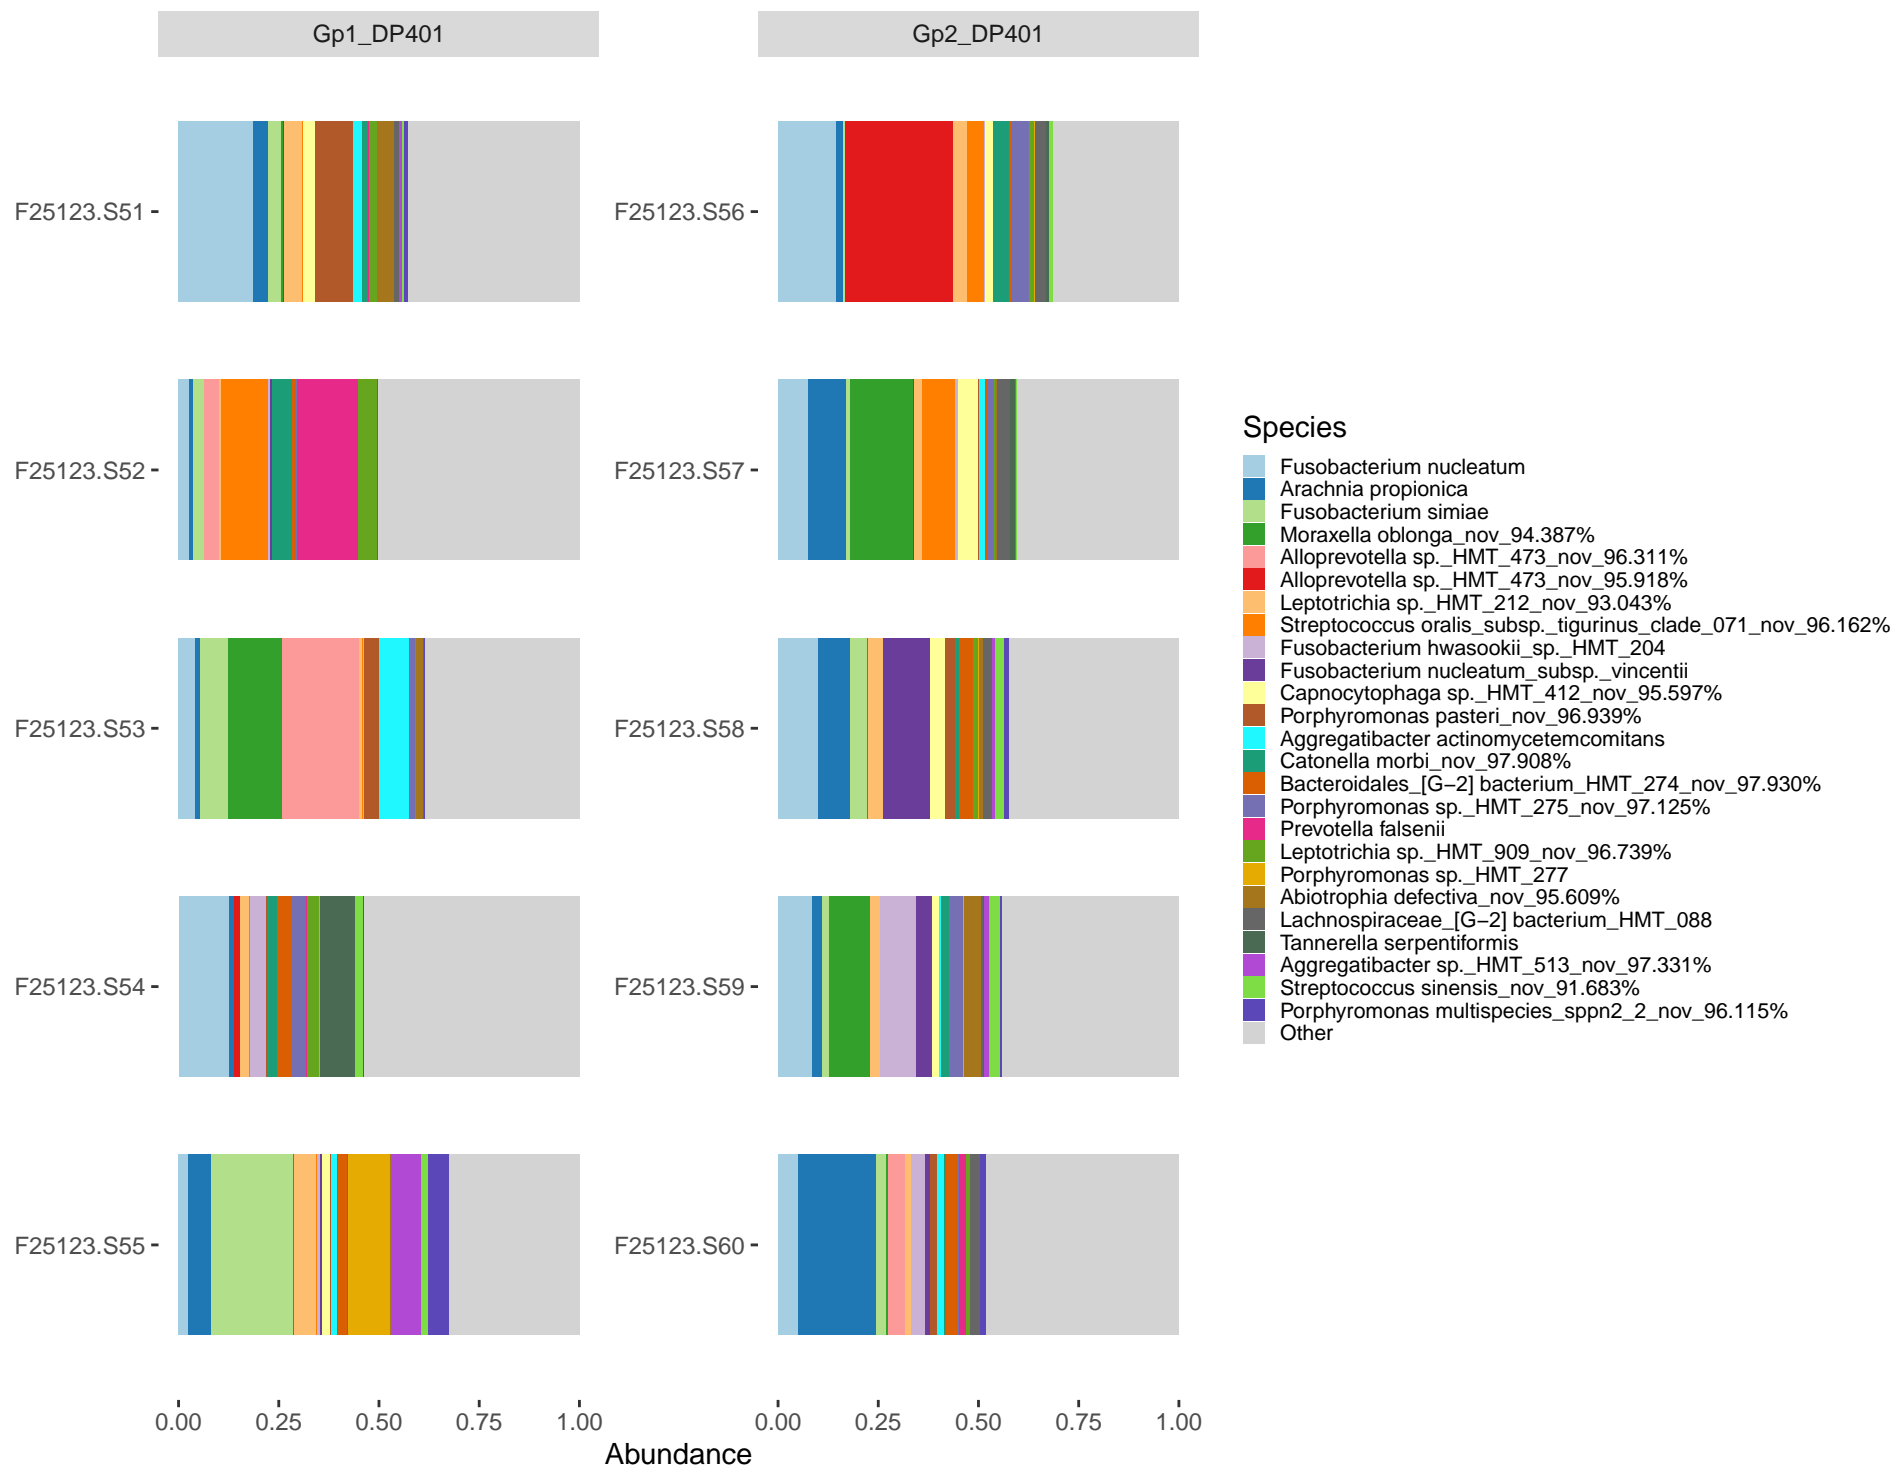 Gp1_DP401
Gp2_DP401
F25123.S51
F25123.S56
F25123.S52
F25123.S57
F25123.S53
F25123.S58
F25123.S54
F25123.S59
F25123.S55
F25123.S60
0.00 0.25 0.50 0.75 1.00
0.00 0.25 0.50 0.75 1.00
Abundance
Species
Fusobacterium nucleatum
Arachnia propionica
Fusobacterium simiae
Moraxella oblonga_nov_94.387%
Alloprevotella sp._HMT_473_nov_96.311%
Alloprevotella sp._HMT_473_nov_95.918%
Leptotrichia sp._HMT_212_nov_93.043%
Streptococcus oralis_subsp._tigurinus_clade_071_nov_96.162%
Fusobacterium hwasookii_sp._HMT_204
Fusobacterium nucleatum_subsp._vincentii
Capnocytophaga sp._HMT_412_nov_95.597%
Porphyromonas pasteri_nov_96.939%
Aggregatibacter actinomycetemcomitans
Catonella morbi_nov_97.908%
Bacteroidales_[G−2] bacterium_HMT_274_nov_97.930%
Porphyromonas sp._HMT_275_nov_97.125%
Prevotella falsenii
Leptotrichia sp._HMT_909_nov_96.739%
Porphyromonas sp._HMT_277
Abiotrophia defectiva_nov_95.609%
Lachnospiraceae_[G−2] bacterium_HMT_088
Tannerella serpentiformis
Aggregatibacter sp._HMT_513_nov_97.331%
Streptococcus sinensis_nov_91.683%
Porphyromonas multispecies_sppn2_2_nov_96.115%
Other